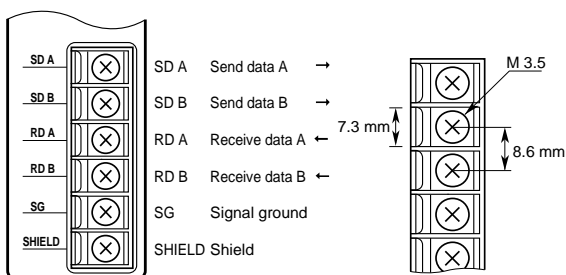 SD A SD A Send data A →
SD B SD B Send data B →
RD A RD A Receive data A ←
RD B RD B Receive data B ←
SG SG Signal ground
SHIELD SHIELD Shield
M 3.5
7.3 mm
8.6 mm